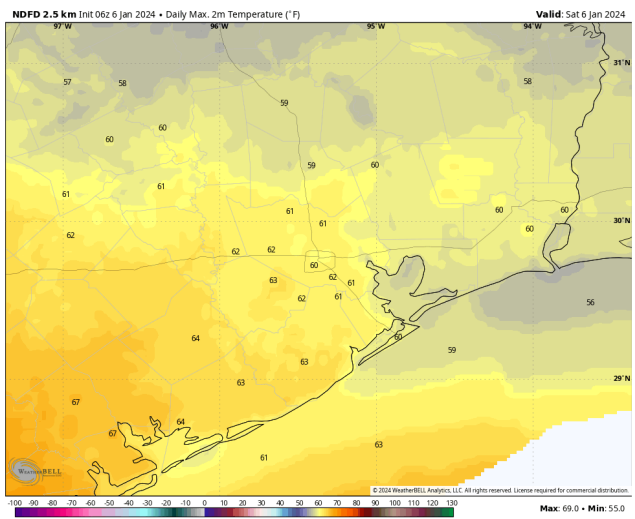 NDFD 2.5 km Init 06z 6 Jan 2024 • Daily Max. 2m Temperature (°F)
Valid: Sat 6 Jan 2024
97°W 96°W 95°W 94°W
31°N
57 58 58
59
60 60
59 60
61 61
61 60 60
30°N
61 60
62
62 62
60
63 62 61
62 61
56
64 60
59
63
29°N
63
67
64
67
63
61
WeatherBELL
© 2024 WeatherBELL Analytics, LLC. All rights reserved. License required for commercial distribution.
-100 -90 -80 -70 -60 -50 -40 -30 -20 -10 0 10 20 30 40 50 60 70 80 90 100 110 120 130
Max: 69.0 • Min: 55.0